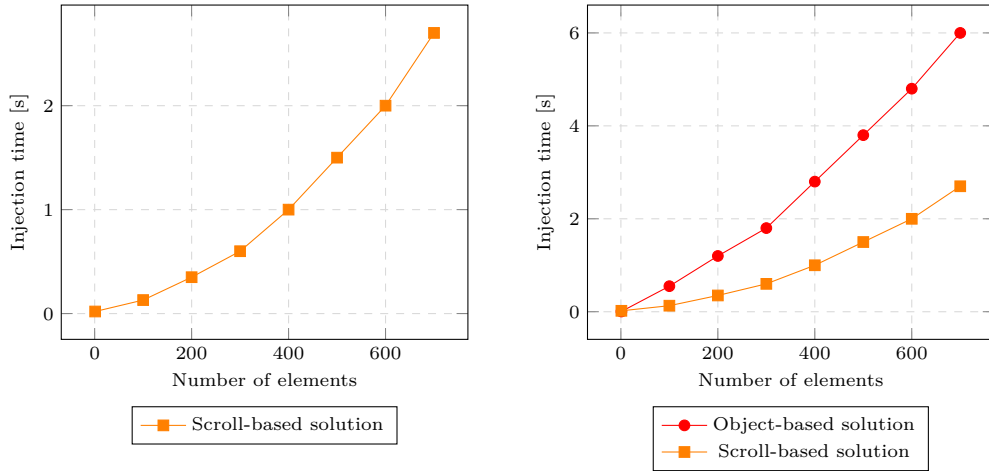 2
1
0
Injection time [s]
0 200 400 600
Number of elements
Scroll-based solution
6
4
2
0
Injection time [s]
0 200 400 600
Number of elements
Object-based solution
Scroll-based solution